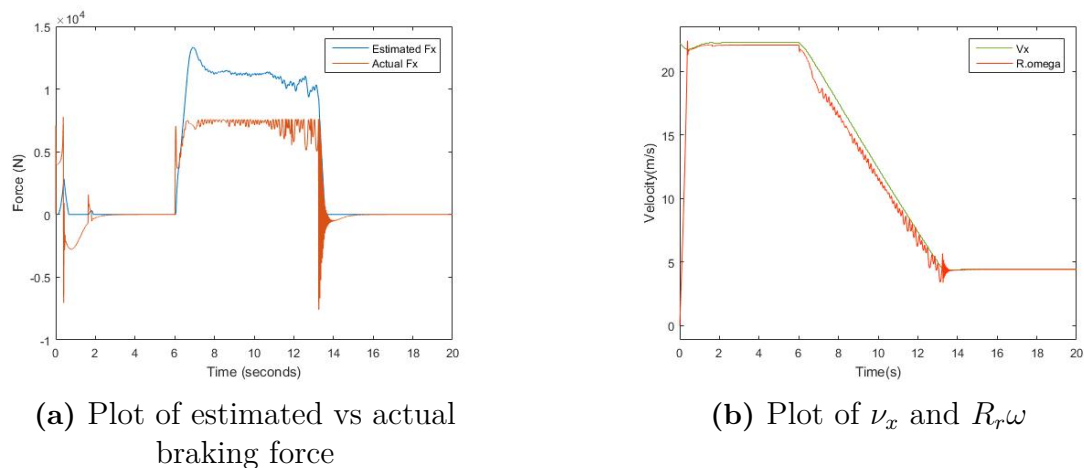 ×10⁴
1.5
1
0.5
0
-0.5
-1
Force (N)
Estimated Fx
Actual Fx
0 2 4 6 8 10 12 14 16 18 20
Time (seconds)
(a) Plot of estimated vs actual
braking force
20
15
10
5
0
Velocity(m/s)
Vx
R.omega
0 2 4 6 8 10 12 14 16 18 20
Time(s)
(b) Plot of νₓ and Rᵣω